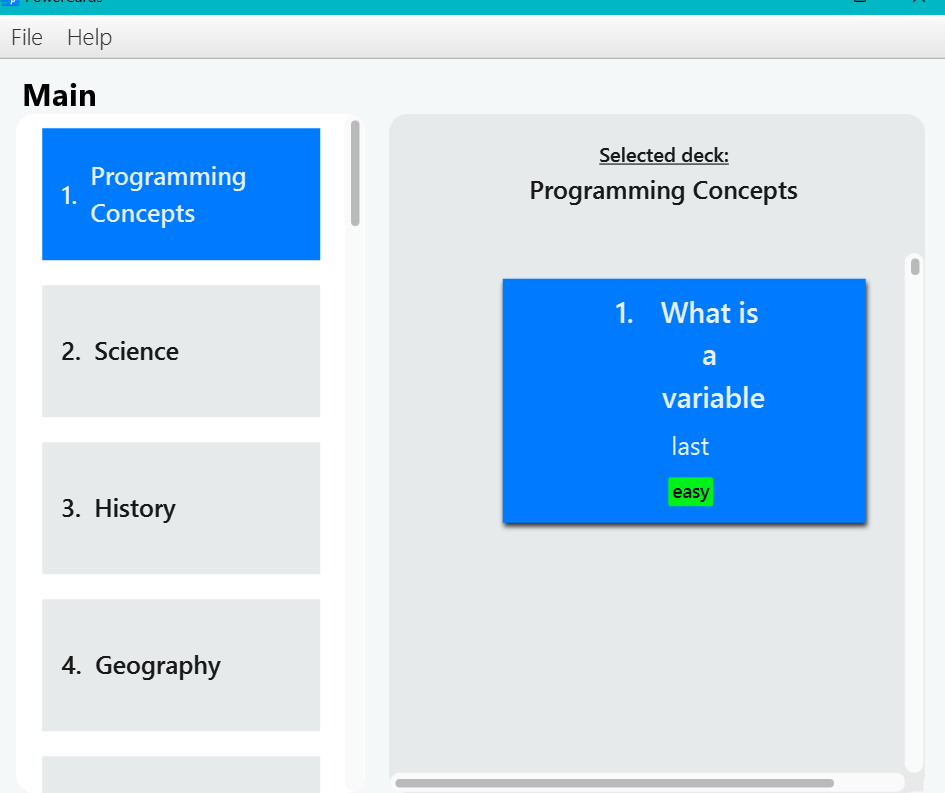 PowerCards
File Help
Main
1. Programming
Concepts
2. Science
3. History
4. Geography
Selected deck:
Programming Concepts
1. What is
a
variable
last
easy